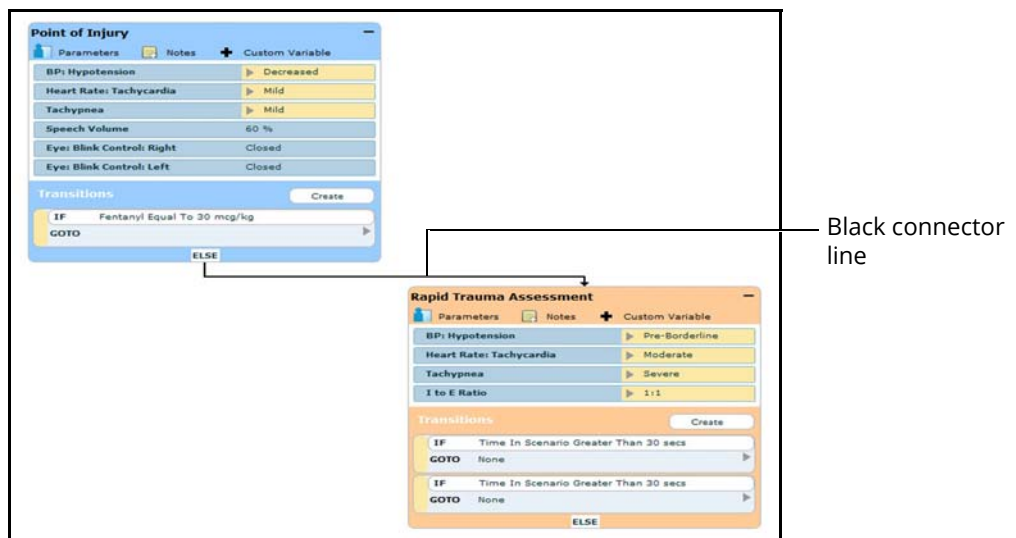 Point of Injury
Parameters Notes Custom Variable
BP: Hypotension Decreased
Heart Rate: Tachycardia Mild
Tachypnea Mild
Speech Volume 60 %
Eye: Blink Control: Right Closed
Eye: Blink Control: Left Closed
Transitions Create
IF Fentanyl Equal To 30 mcg/kg
GOTO
ELSE
Black connector
line
Rapid Trauma Assessment
Parameters Notes Custom Variable
BP: Hypotension Pre-Borderline
Heart Rate: Tachycardia Moderate
Tachypnea Severe
I to E Ratio 1:1
Transitions Create
IF Time In Scenario Greater Than 30 secs
GOTO None
IF Time In Scenario Greater Than 30 secs
GOTO None
ELSE